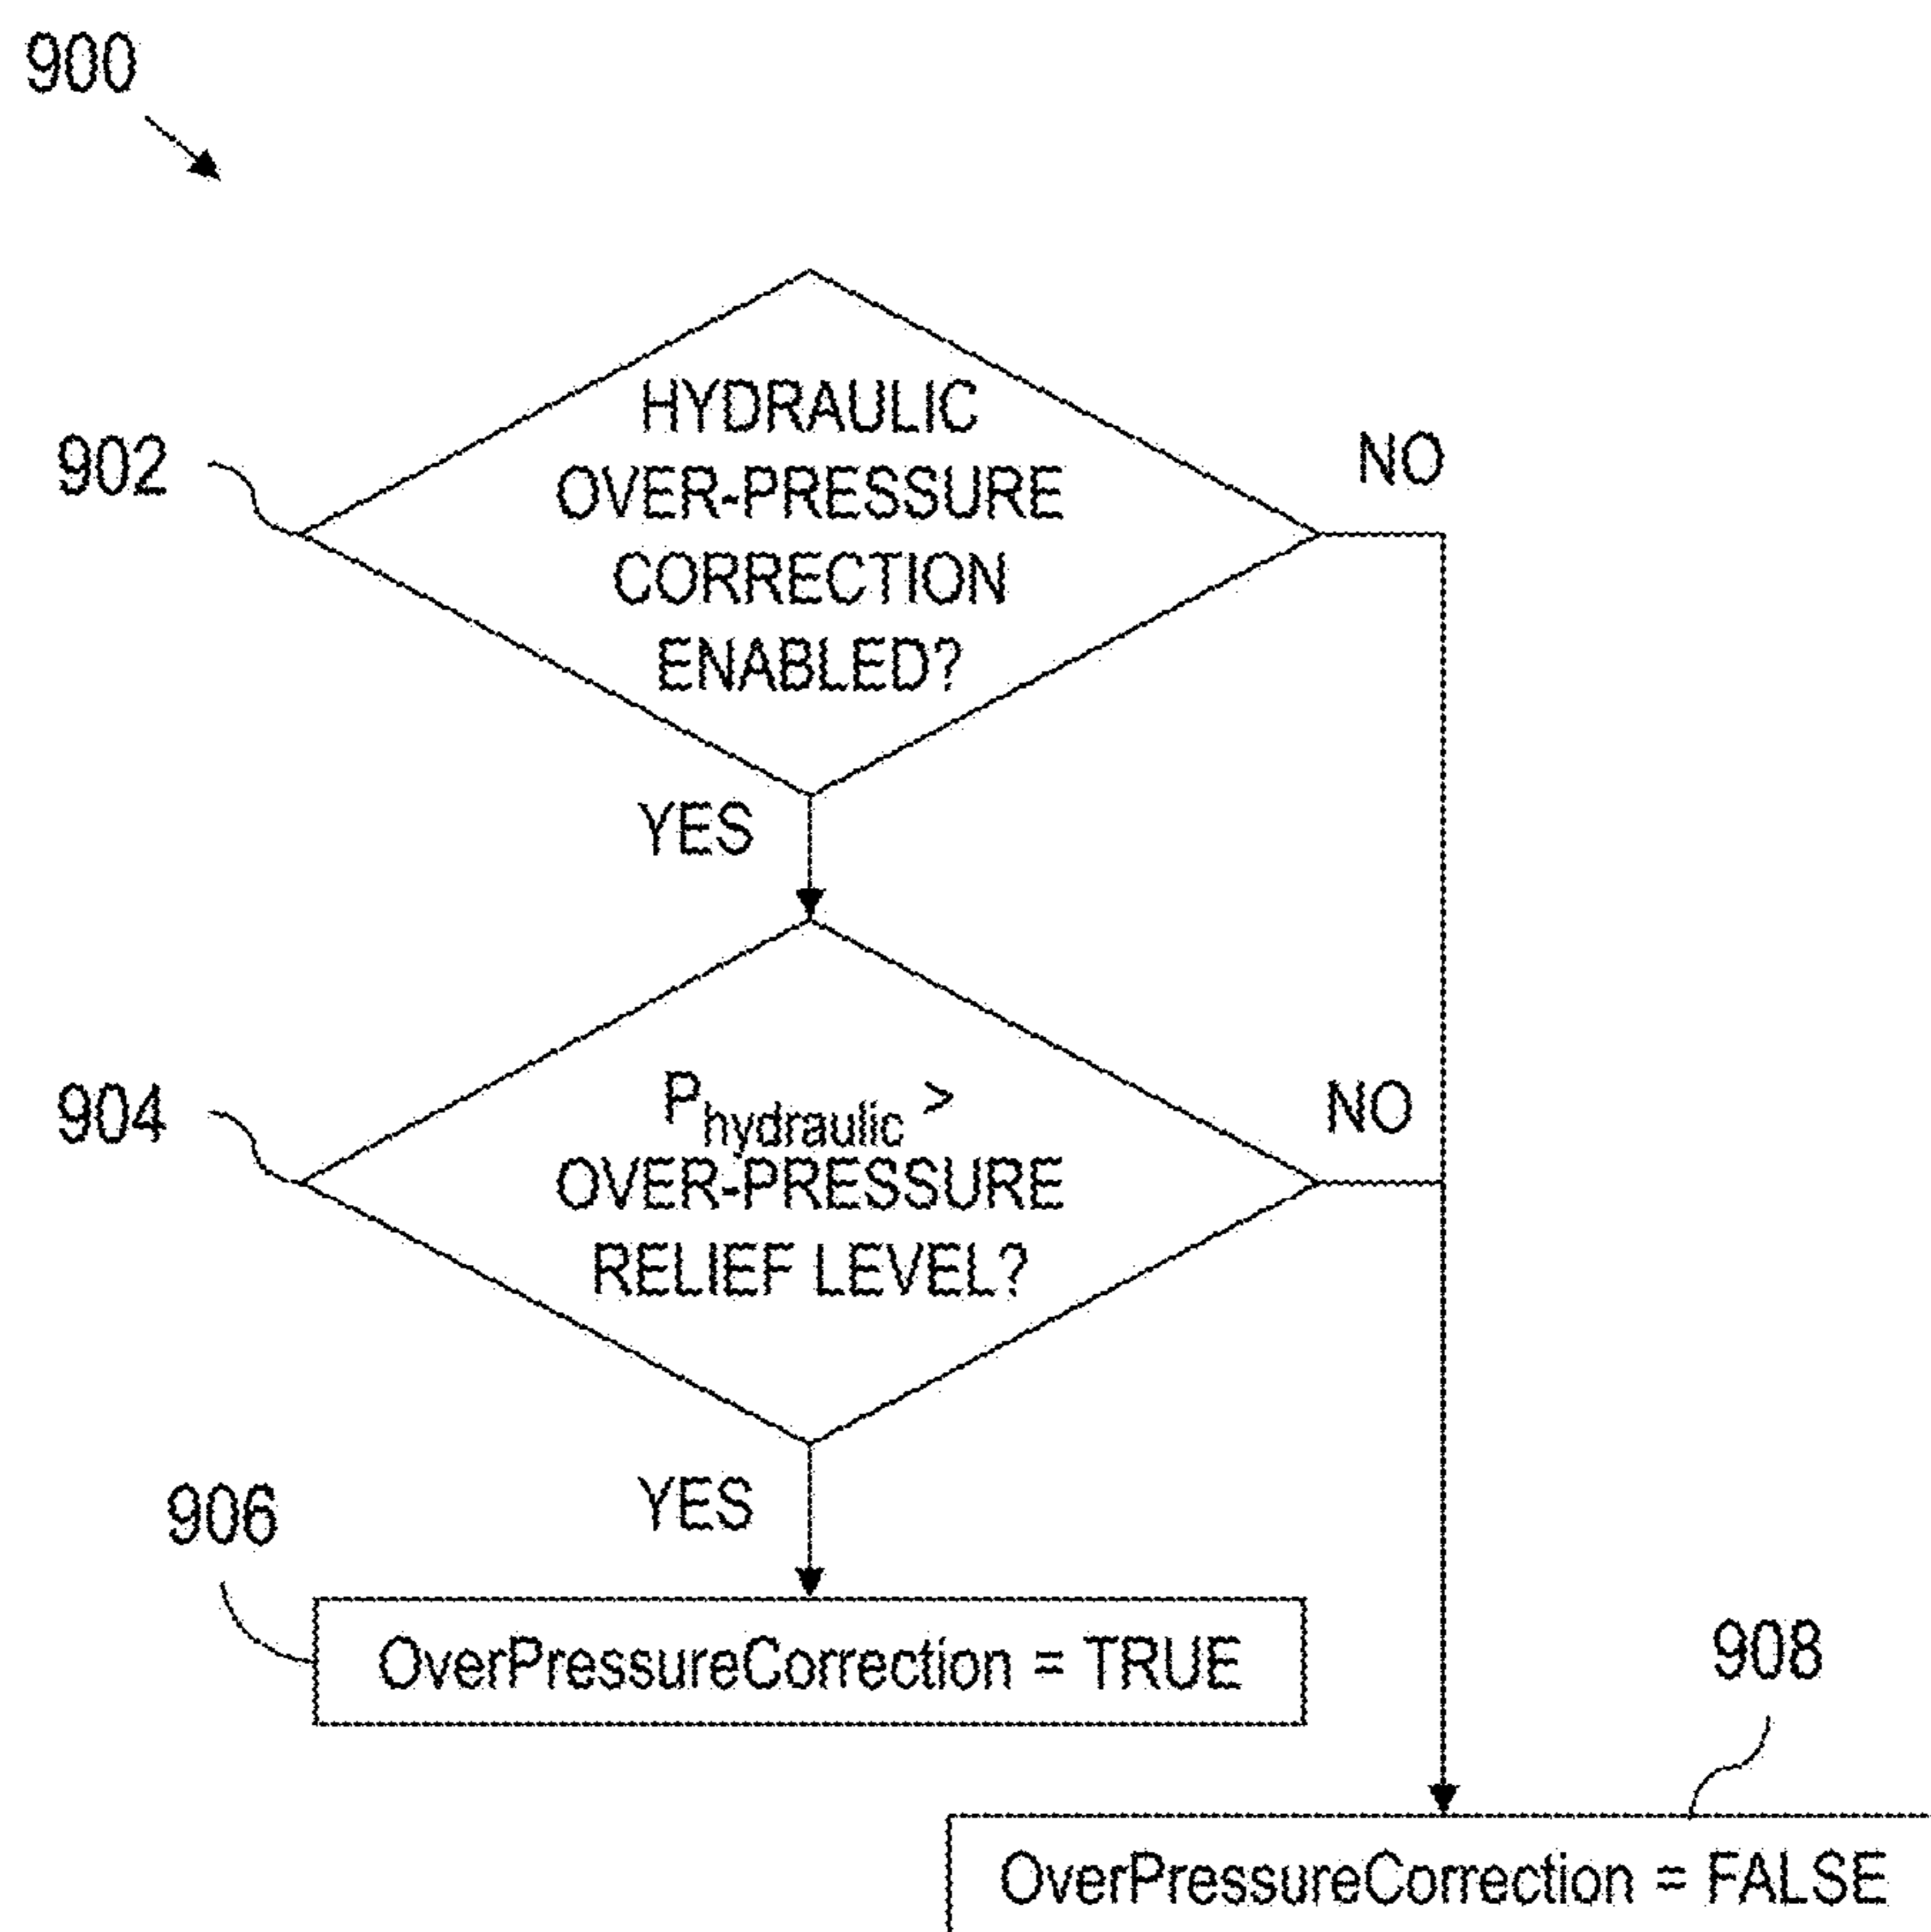 900
HYDRAULIC
OVER-PRESSURE
CORRECTION
ENABLED?
902
NO
YES
Phydraulic >
OVER-PRESSURE
RELIEF LEVEL?
904
NO
YES
906
OverPressureCorrection = TRUE
908
OverPressureCorrection = FALSE